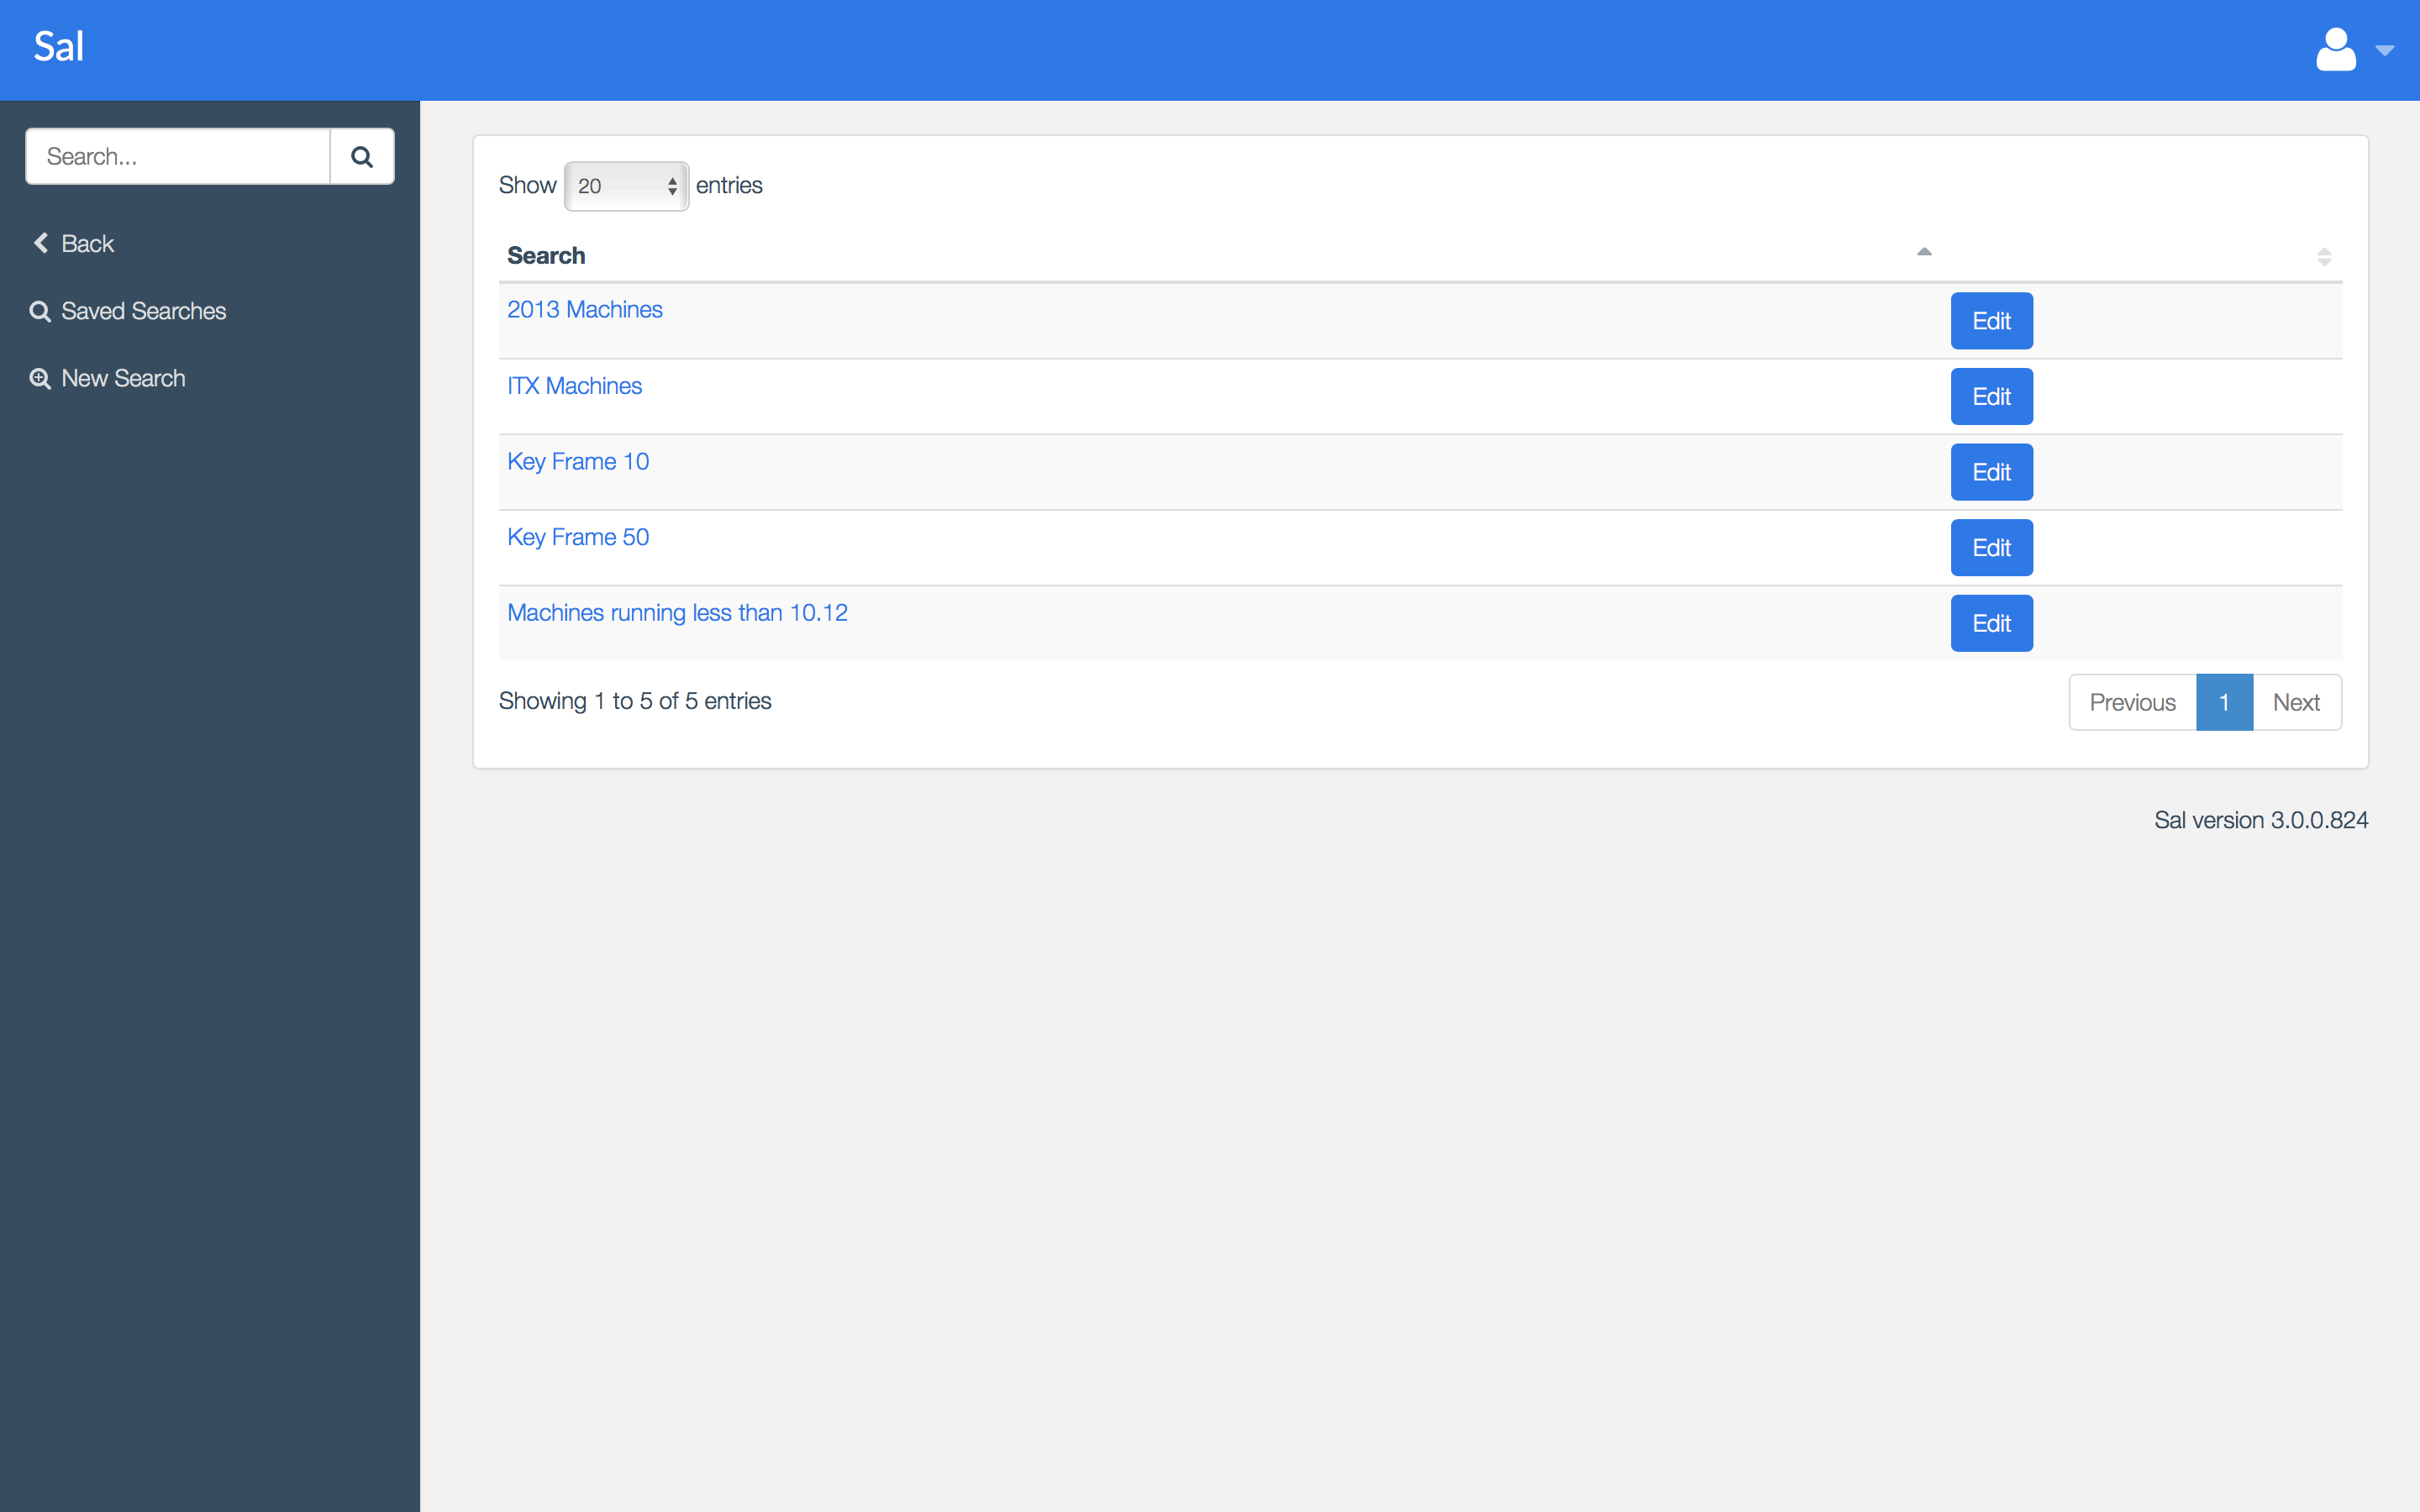 Sal
Search...
Back
Saved Searches
New Search
Show 20 entries
Search
2013 Machines Edit
ITX Machines Edit
Key Frame 10 Edit
Key Frame 50 Edit
Machines running less than 10.12 Edit
Showing 1 to 5 of 5 entries
Previous 1 Next
Sal version 3.0.0.824